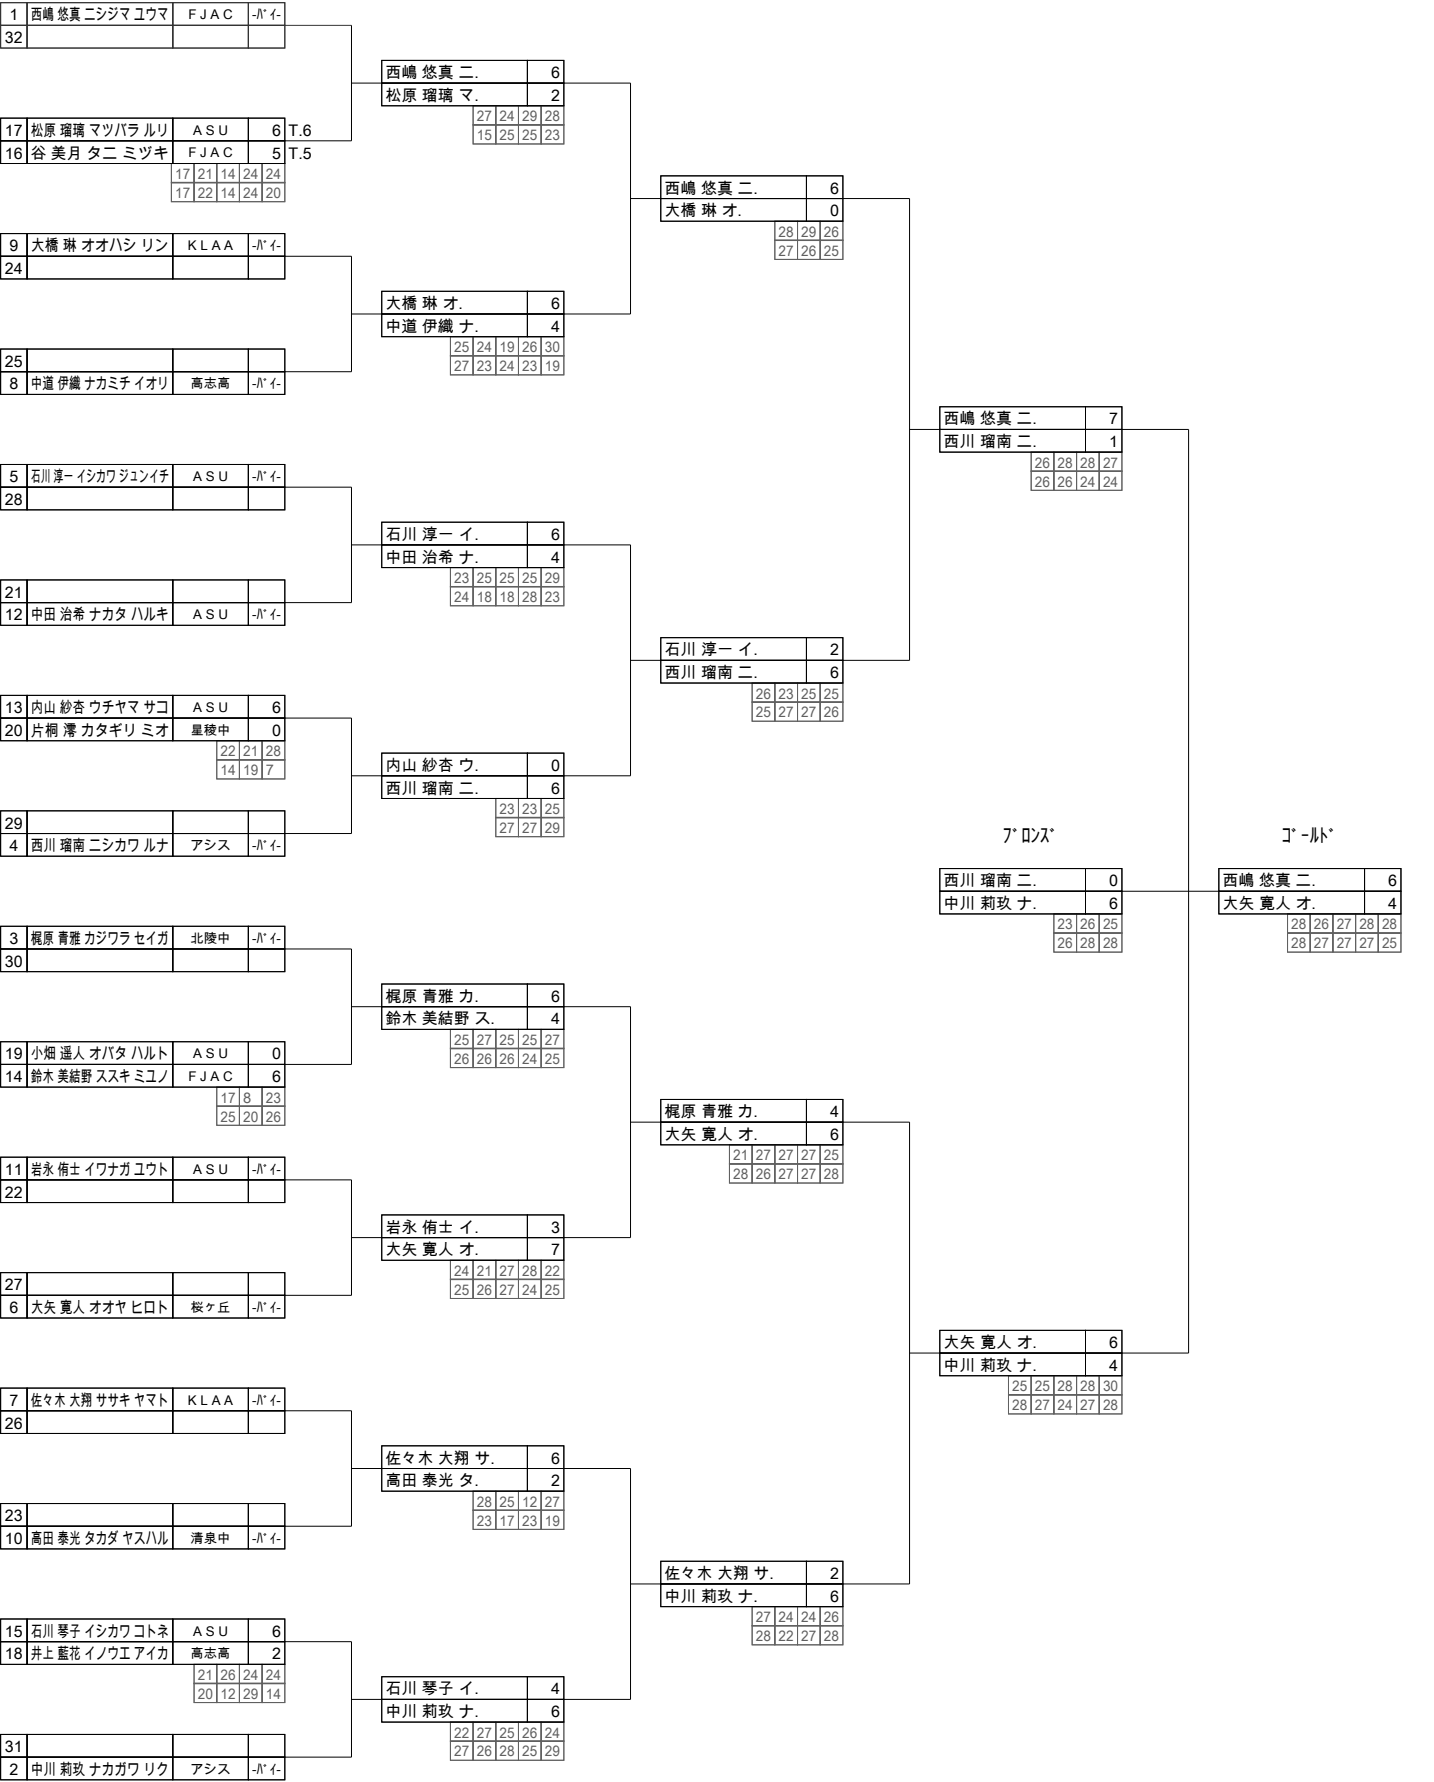 1 西嶋 悠真 ニシジマ ユウマ FJAC -ﾊﾞｲ-
32
西嶋 悠真 ニ. 6
松原 瑠璃 マ. 2
27 24 29 28
15 25 25 23
17 松原 瑠璃 マツバラ ルリ ASU 6 T.6
16 谷 美月 タニ ミヅキ FJAC 5 T.5
17 21 14 24 24
17 22 14 24 20
西嶋 悠真 ニ. 6
大橋 琳 オ. 0
28 29 26
27 26 25
9 大橋 琳 オオハシ リン KLAA -ﾊﾞｲ-
24
大橋 琳 オ. 6
中道 伊織 ナ. 4
25 24 19 26 30
27 23 24 23 19
25
8 中道 伊織 ナカミチ イオリ 高志高 -ﾊﾞｲ-
西嶋 悠真 ニ. 7
西川 瑠南 ニ. 1
26 28 28 27
26 26 24 24
5 石川 淳一 イシカワ ジュンイチ ASU -ﾊﾞｲ-
28
石川 淳一 イ. 6
中田 治希 ナ. 4
23 25 25 25 29
24 18 18 28 23
21
12 中田 治希 ナカタ ハルキ ASU -ﾊﾞｲ-
石川 淳一 イ. 2
西川 瑠南 ニ. 6
26 23 25 25
25 27 27 26
13 内山 紗杏 ウチヤマ サコ ASU 6
20 片桐 澪 カタギリ ミオ 星稜中 0
22 21 28
14 19 7
内山 紗杏 ウ. 0
西川 瑠南 ニ. 6
23 23 25
27 27 29
29
4 西川 瑠南 ニシカワ ルナ アシス -ﾊﾞｲ-
ﾌﾞﾛﾝｽﾞ ｺﾞｰﾙﾄﾞ
西川 瑠南 ニ. 0
中川 莉玖 ナ. 6
23 26 25
26 28 28
西嶋 悠真 ニ. 6
大矢 寛人 オ. 4
28 26 27 28 28
28 27 27 27 25
3 梶原 青雅 カジワラ セイガ 北陵中 -ﾊﾞｲ-
30
梶原 青雅 カ. 6
鈴木 美結野 ス. 4
25 27 25 25 27
26 26 26 24 25
19 小畑 遥人 オバタ ハルト ASU 0
14 鈴木 美結野 ススキ ミユノ FJAC 6
17 8 23
25 20 26
梶原 青雅 カ. 4
大矢 寛人 オ. 6
21 27 27 27 25
28 26 27 27 28
11 岩永 侑士 イワナガ ユウト ASU -ﾊﾞｲ-
22
岩永 侑士 イ. 3
大矢 寛人 オ. 7
24 21 27 28 22
25 26 27 24 25
27
6 大矢 寛人 オオヤ ヒロト 桜ヶ丘 -ﾊﾞｲ-
大矢 寛人 オ. 6
中川 莉玖 ナ. 4
25 25 28 28 30
28 27 24 27 28
7 佐々木 大翔 ササキ ヤマト KLAA -ﾊﾞｲ-
26
佐々木 大翔 サ. 6
高田 泰光 タ. 2
28 25 12 27
23 17 23 19
23
10 高田 泰光 タカダ ヤスハル 清泉中 -ﾊﾞｲ-
佐々木 大翔 サ. 2
中川 莉玖 ナ. 6
27 24 24 26
28 22 27 28
15 石川 琴子 イシカワ コトネ ASU 6
18 井上 藍花 イノウエ アイカ 高志高 2
21 26 24 24
20 12 29 14
石川 琴子 イ. 4
中川 莉玖 ナ. 6
22 27 25 26 24
27 26 28 25 29
31
2 中川 莉玖 ナカガワ リク アシス -ﾊﾞｲ-